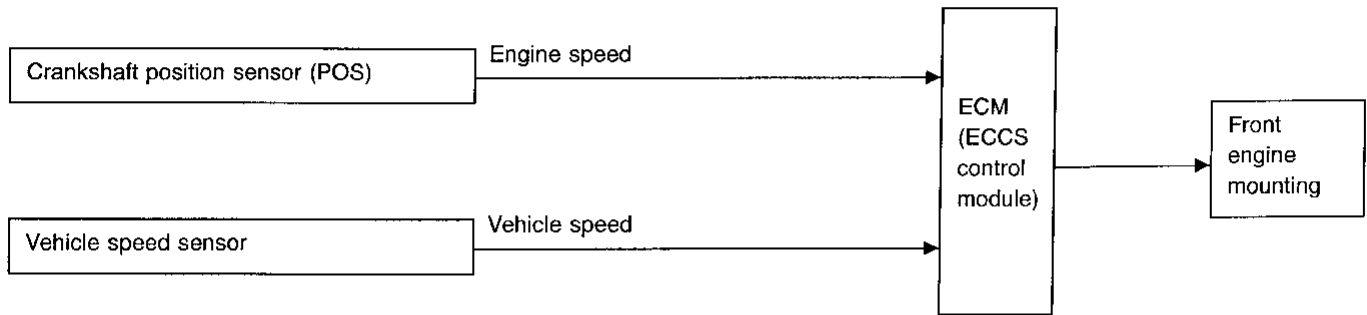 Crankshaft position sensor (POS)
Engine speed
Vehicle speed sensor
Vehicle speed
ECM
(ECCS
control
module)
Front
engine
mounting